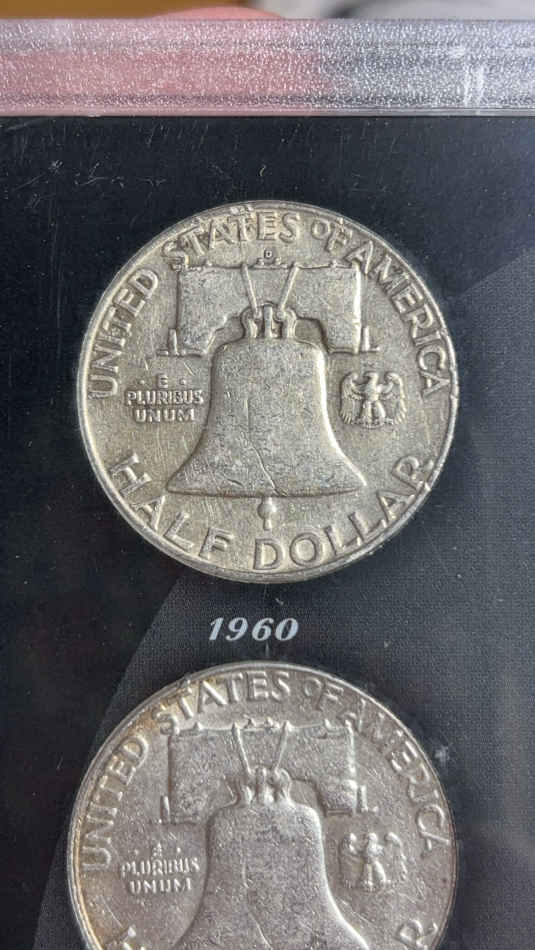 UNITED STATES OF AMERICA
D
· E ·
PLURIBUS
UNUM
HALF DOLLAR
1960
UNITED STATES OF AMERICA
E
PLURIBUS
UNUM